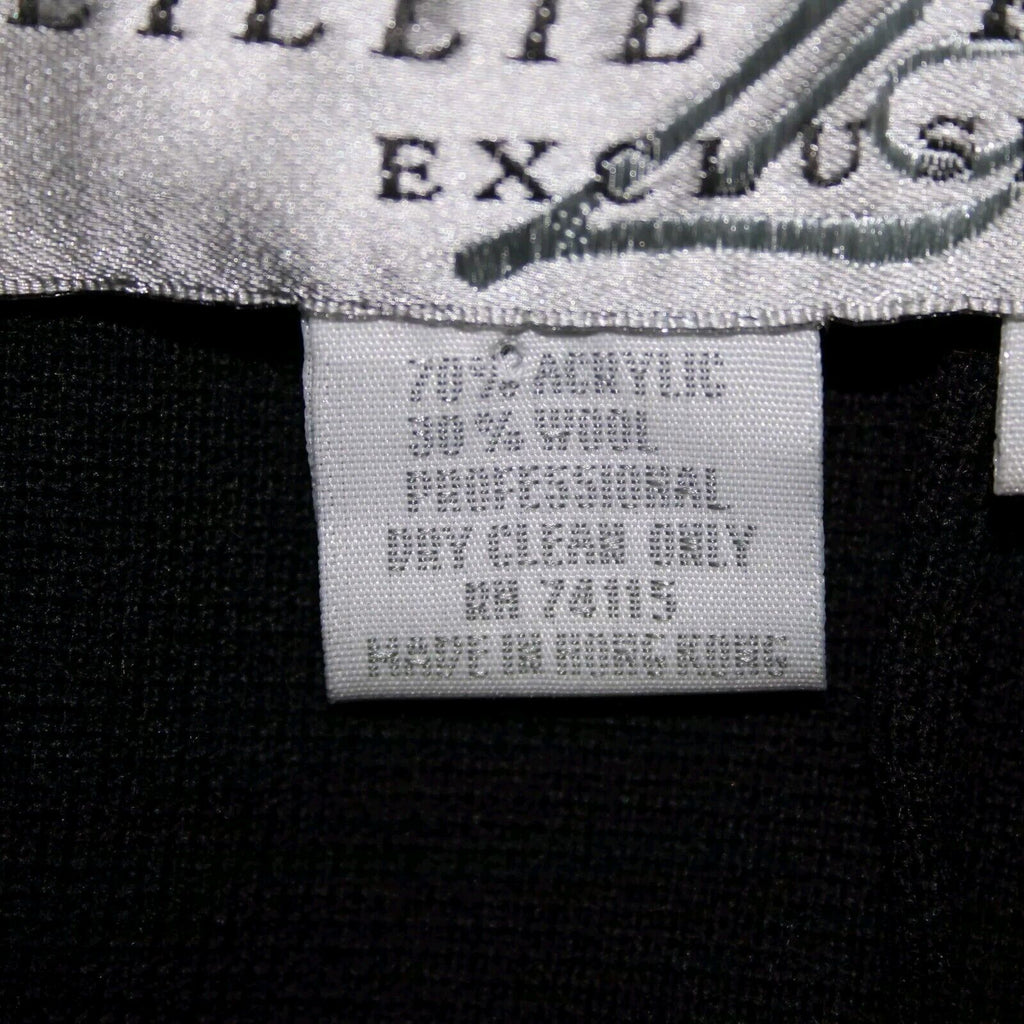 EXCLUS
70% ACRYLIC
30% WOOL
PROFESSIONAL
DRY CLEAN ONLY
RN 74115
MADE IN HONG KONG